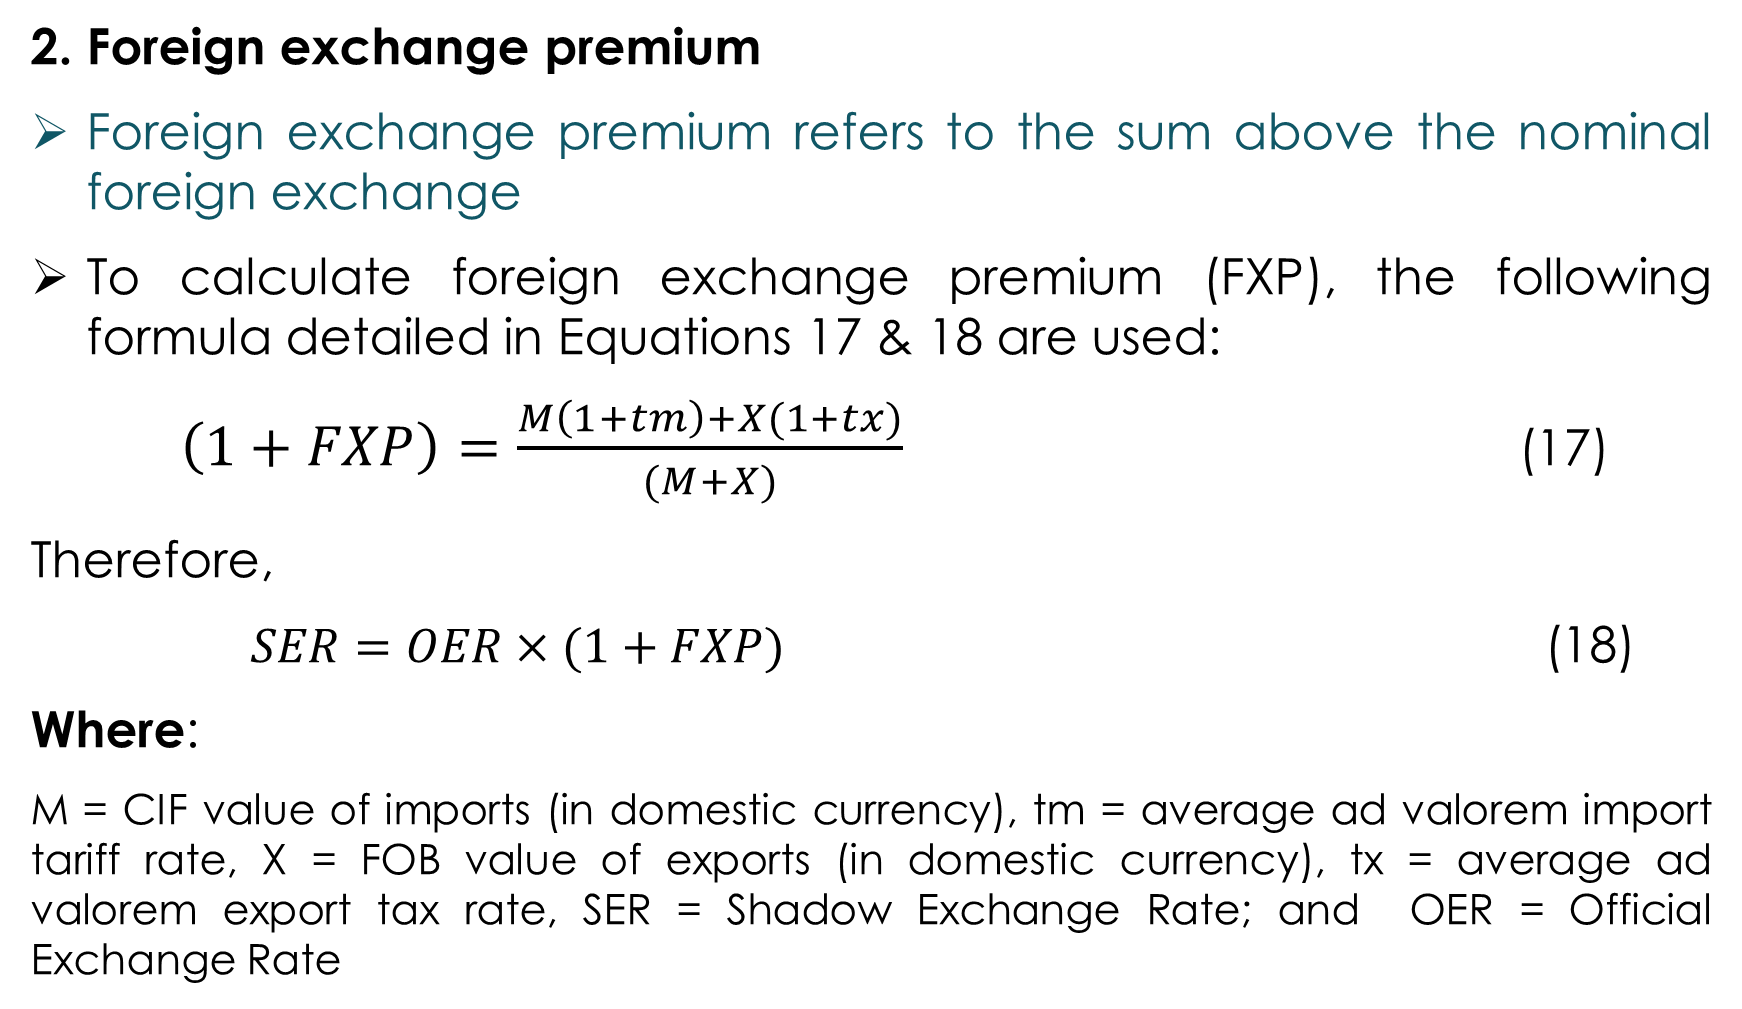 2. Foreign exchange premium
➢ Foreign exchange premium refers to the sum above the nominal
foreign exchange
➢ To calculate foreign exchange premium (FXP), the following
formula detailed in Equations 17 & 18 are used:
(1 + FXP) = (M(1+tm)+X(1+tx))/((M+X)) (17)
Therefore,
SER = OER × (1 + FXP) (18)
Where:
M = CIF value of imports (in domestic currency), tm = average ad valorem import
tariff rate, X = FOB value of exports (in domestic currency), tx = average ad
valorem export tax rate, SER = Shadow Exchange Rate; and OER = Official
Exchange Rate